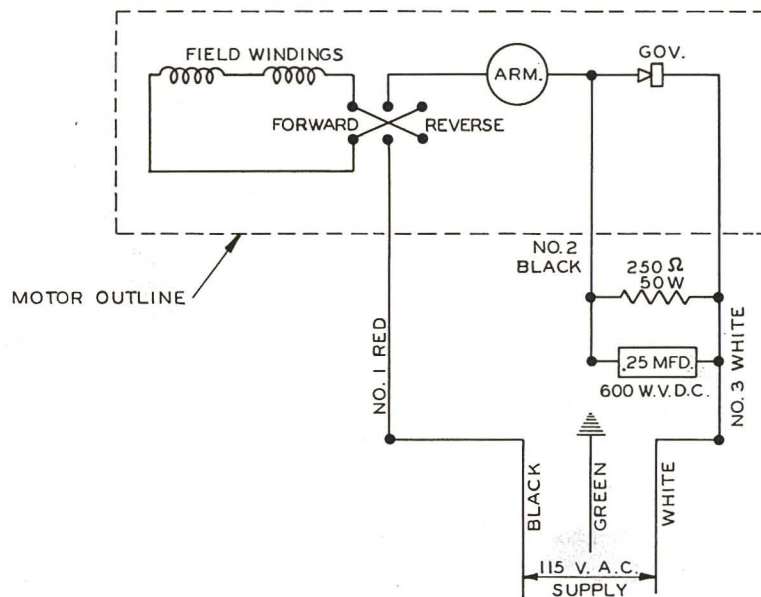 FIELD WINDINGS
ARM.
GOV.
FORWARD
REVERSE
MOTOR OUTLINE
NO.2
BLACK
250 Ω
50 W
.25 MFD.
600 W.V.D.C.
NO. 1 RED
NO. 3 WHITE
BLACK
GREEN
WHITE
115 V. A.C.
SUPPLY